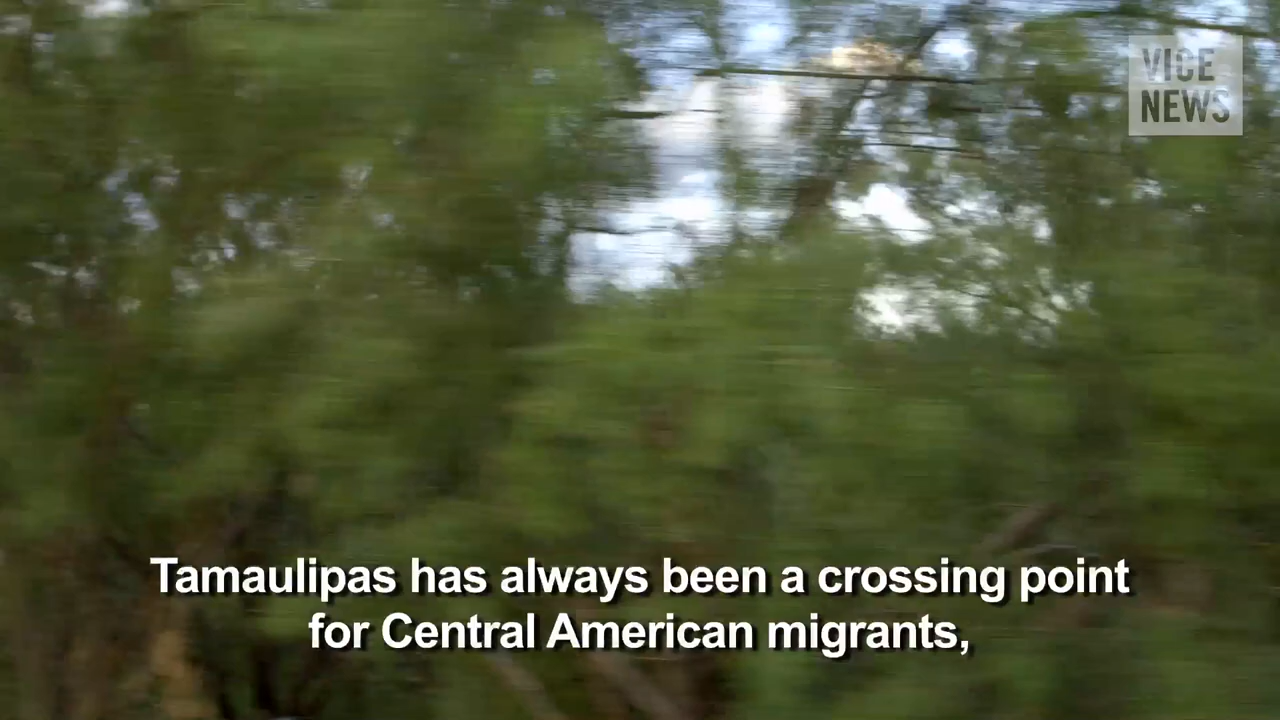 VICE
NEWS
Tamaulipas has always been a crossing point
for Central American migrants,